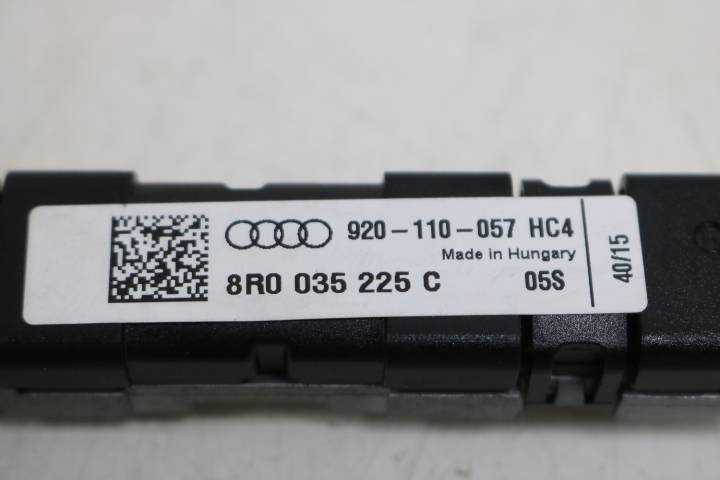 920-110-057 HC4
Made in Hungary
8R0 035 225 C 05S
40/15